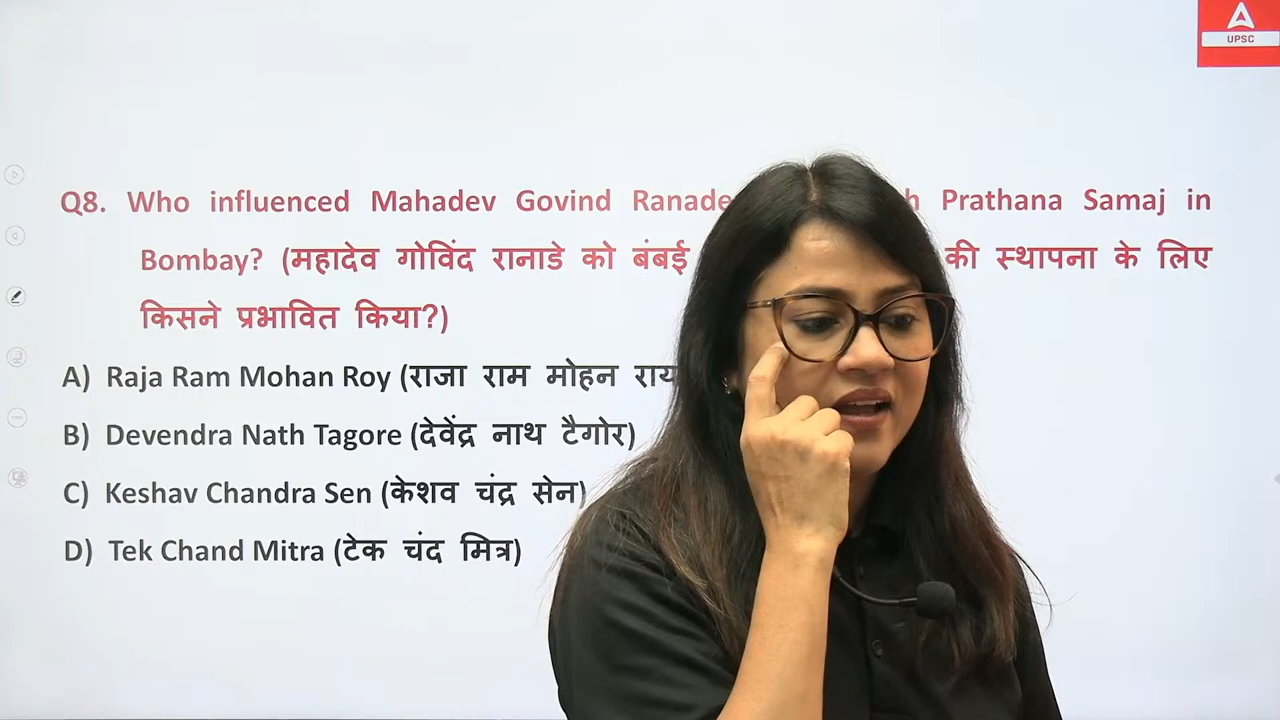 UPSC
Q8. Who influenced Mahadev Govind Ranade Prathana Samaj in
Bombay? (महादेव गोविंद रानाडे को बंबई की स्थापना के लिए
किसने प्रभावित किया?)
A) Raja Ram Mohan Roy (राजा राम मोहन राय
B) Devendra Nath Tagore (देवेंद्र नाथ टैगोर)
C) Keshav Chandra Sen (केशव चंद्र सेन)
D) Tek Chand Mitra (टेक चंद मित्र)